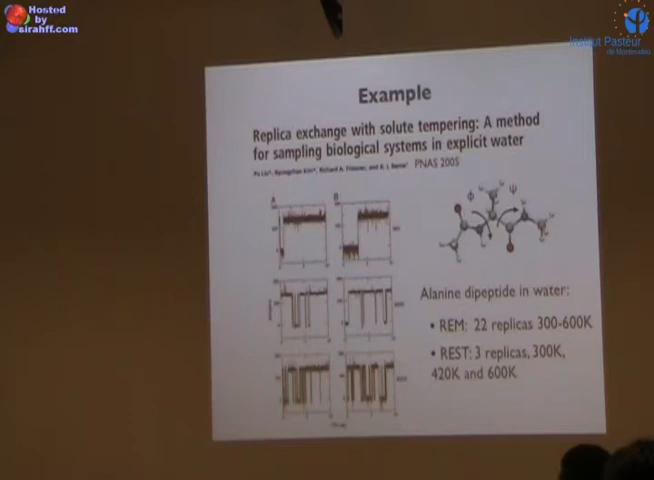 Hosted
by
sirahff.com
Institut Pasteur
de Montevideo
Example
Replica exchange with solute tempering: A method
for sampling biological systems in explicit water
PNAS 2005
A B
ϕ ψ
Alanine dipeptide in water:
• REM: 22 replicas 300-600K
• REST: 3 replicas, 300K,
420K and 600K